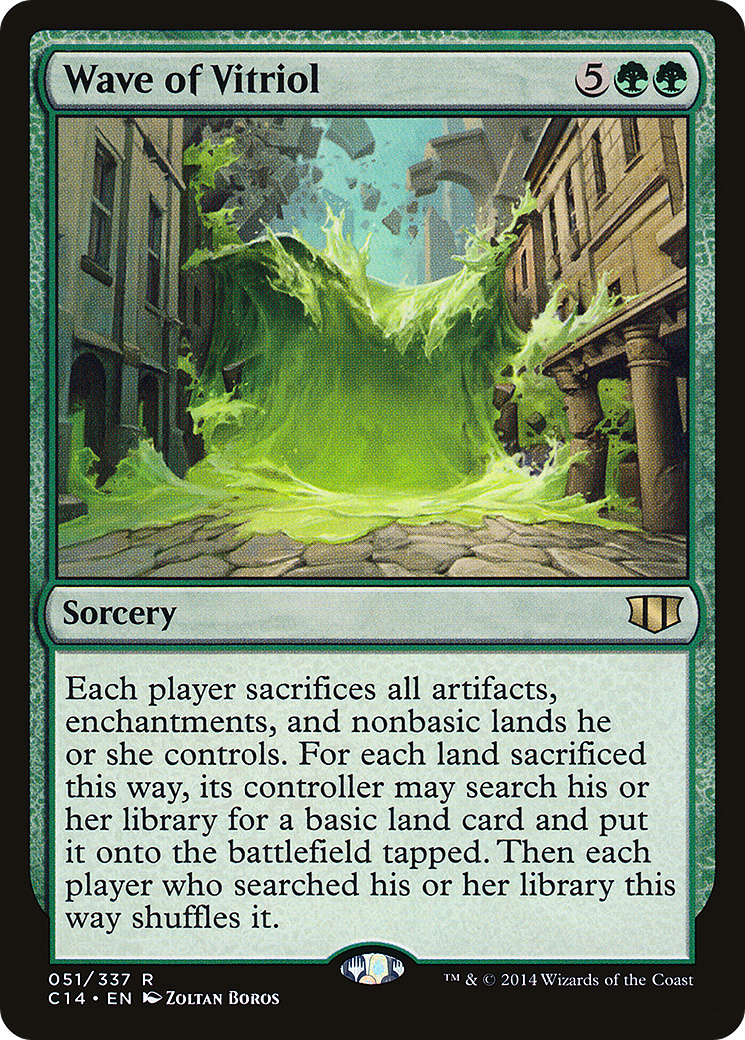 Wave of Vitriol 5
Sorcery
Each player sacrifices all artifacts,
enchantments, and nonbasic lands he
or she controls. For each land sacrificed
this way, its controller may search his or
her library for a basic land card and put
it onto the battlefield tapped. Then each
player who searched his or her library this
way shuffles it.
051/337 R
C14 • EN Zoltan Boros
™ & © 2014 Wizards of the Coast